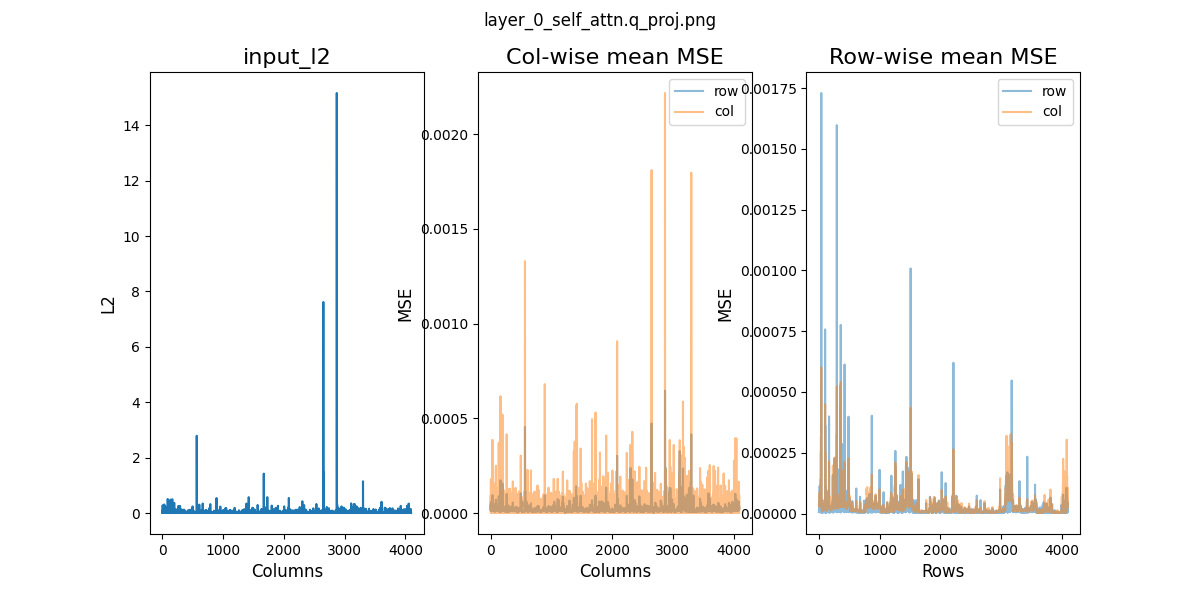 layer_0_self_attn.q_proj.png
input_l2
Col-wise mean MSE
Row-wise mean MSE
L2
14
12
10
8
6
4
2
0
0
1000
2000
3000
4000
Columns
MSE
0.0020
0.0015
0.0010
0.0005
0.0000
row
col
0
1000
2000
3000
4000
Columns
MSE
0.00175
0.00150
0.00125
0.00100
0.00075
0.00050
0.00025
0.00000
row
col
0
1000
2000
3000
4000
Rows